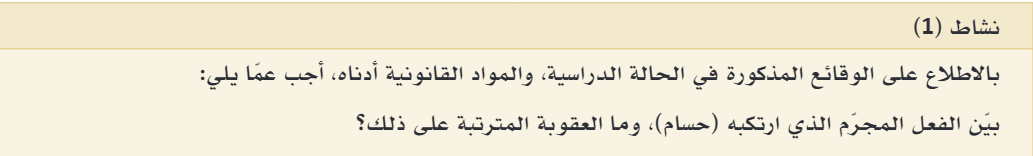 نشاط (1)
بالاطلاع على الوقائع المذكورة في الحالة الدراسية، والمواد القانونية أدناه، أجب عمّا يلي:
بيّن الفعل المجرّم الذي ارتكبه (حسام)، وما العقوبة المترتبة على ذلك؟